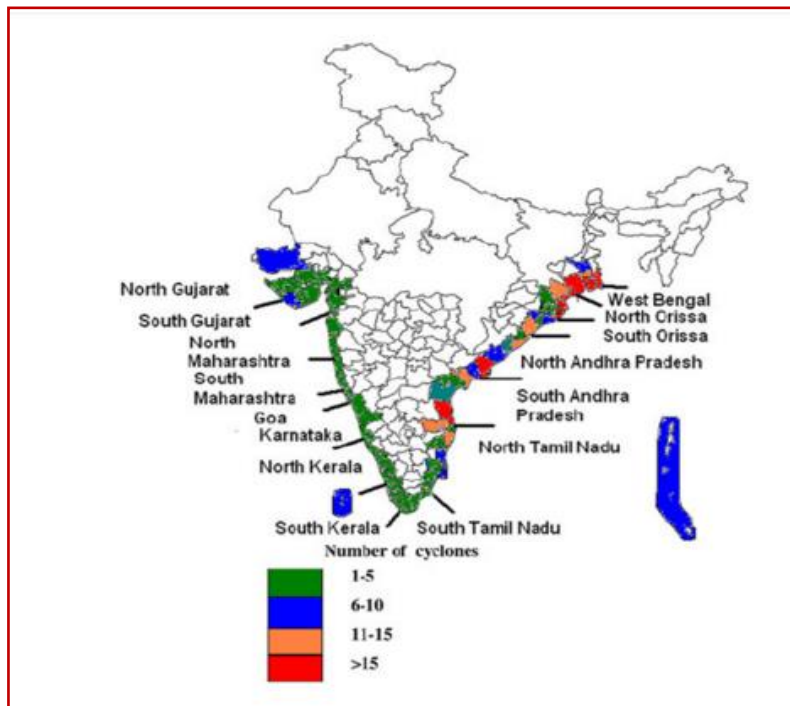 North Gujarat
South Gujarat
North
Maharashtra
South
Maharashtra
Goa
Karnataka
North Kerala
South Kerala
South Tamil Nadu
West Bengal
North Orissa
South Orissa
North Andhra Pradesh
South Andhra
Pradesh
North Tamil Nadu
Number of cyclones
1-5
6-10
11-15
>15